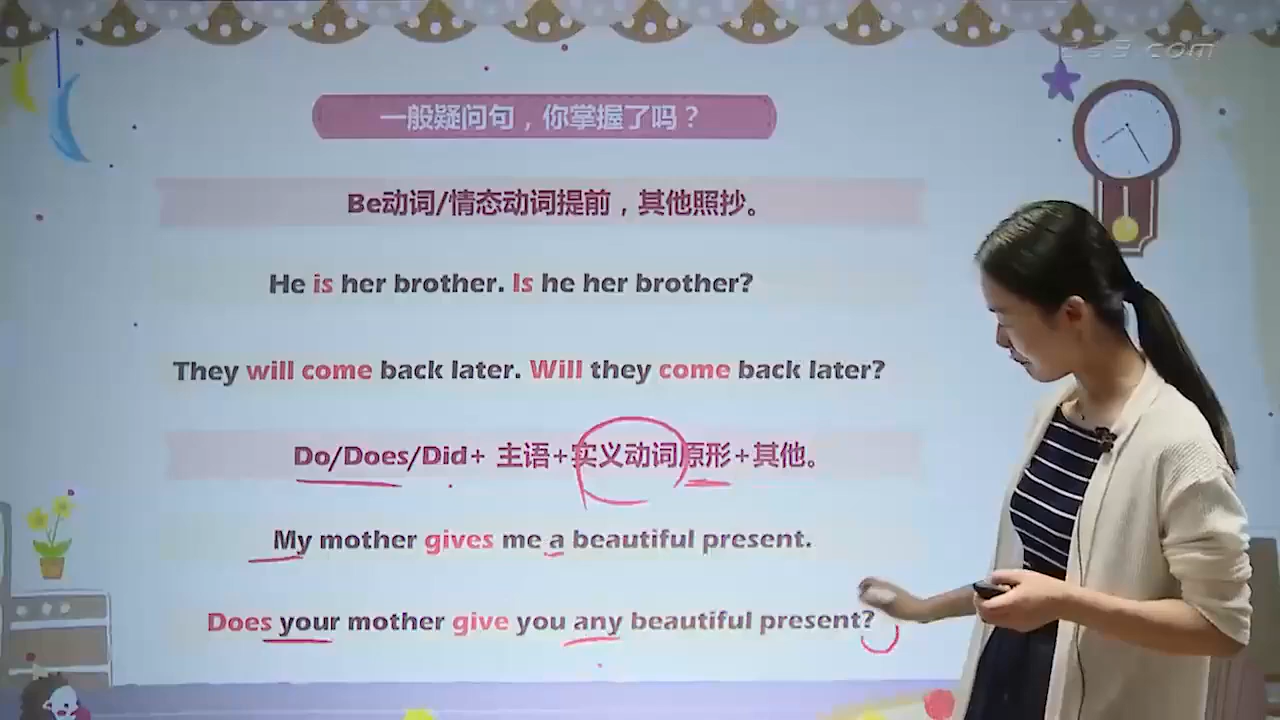 一般疑问句，你掌握了吗？
Be动词/情态动词提前，其他照抄。
He is her brother. Is he her brother?
They will come back later. Will they come back later?
Do/Does/Did+ 主语+实义动词原形+其他。
My mother gives me a beautiful present.
Does your mother give you any beautiful present?